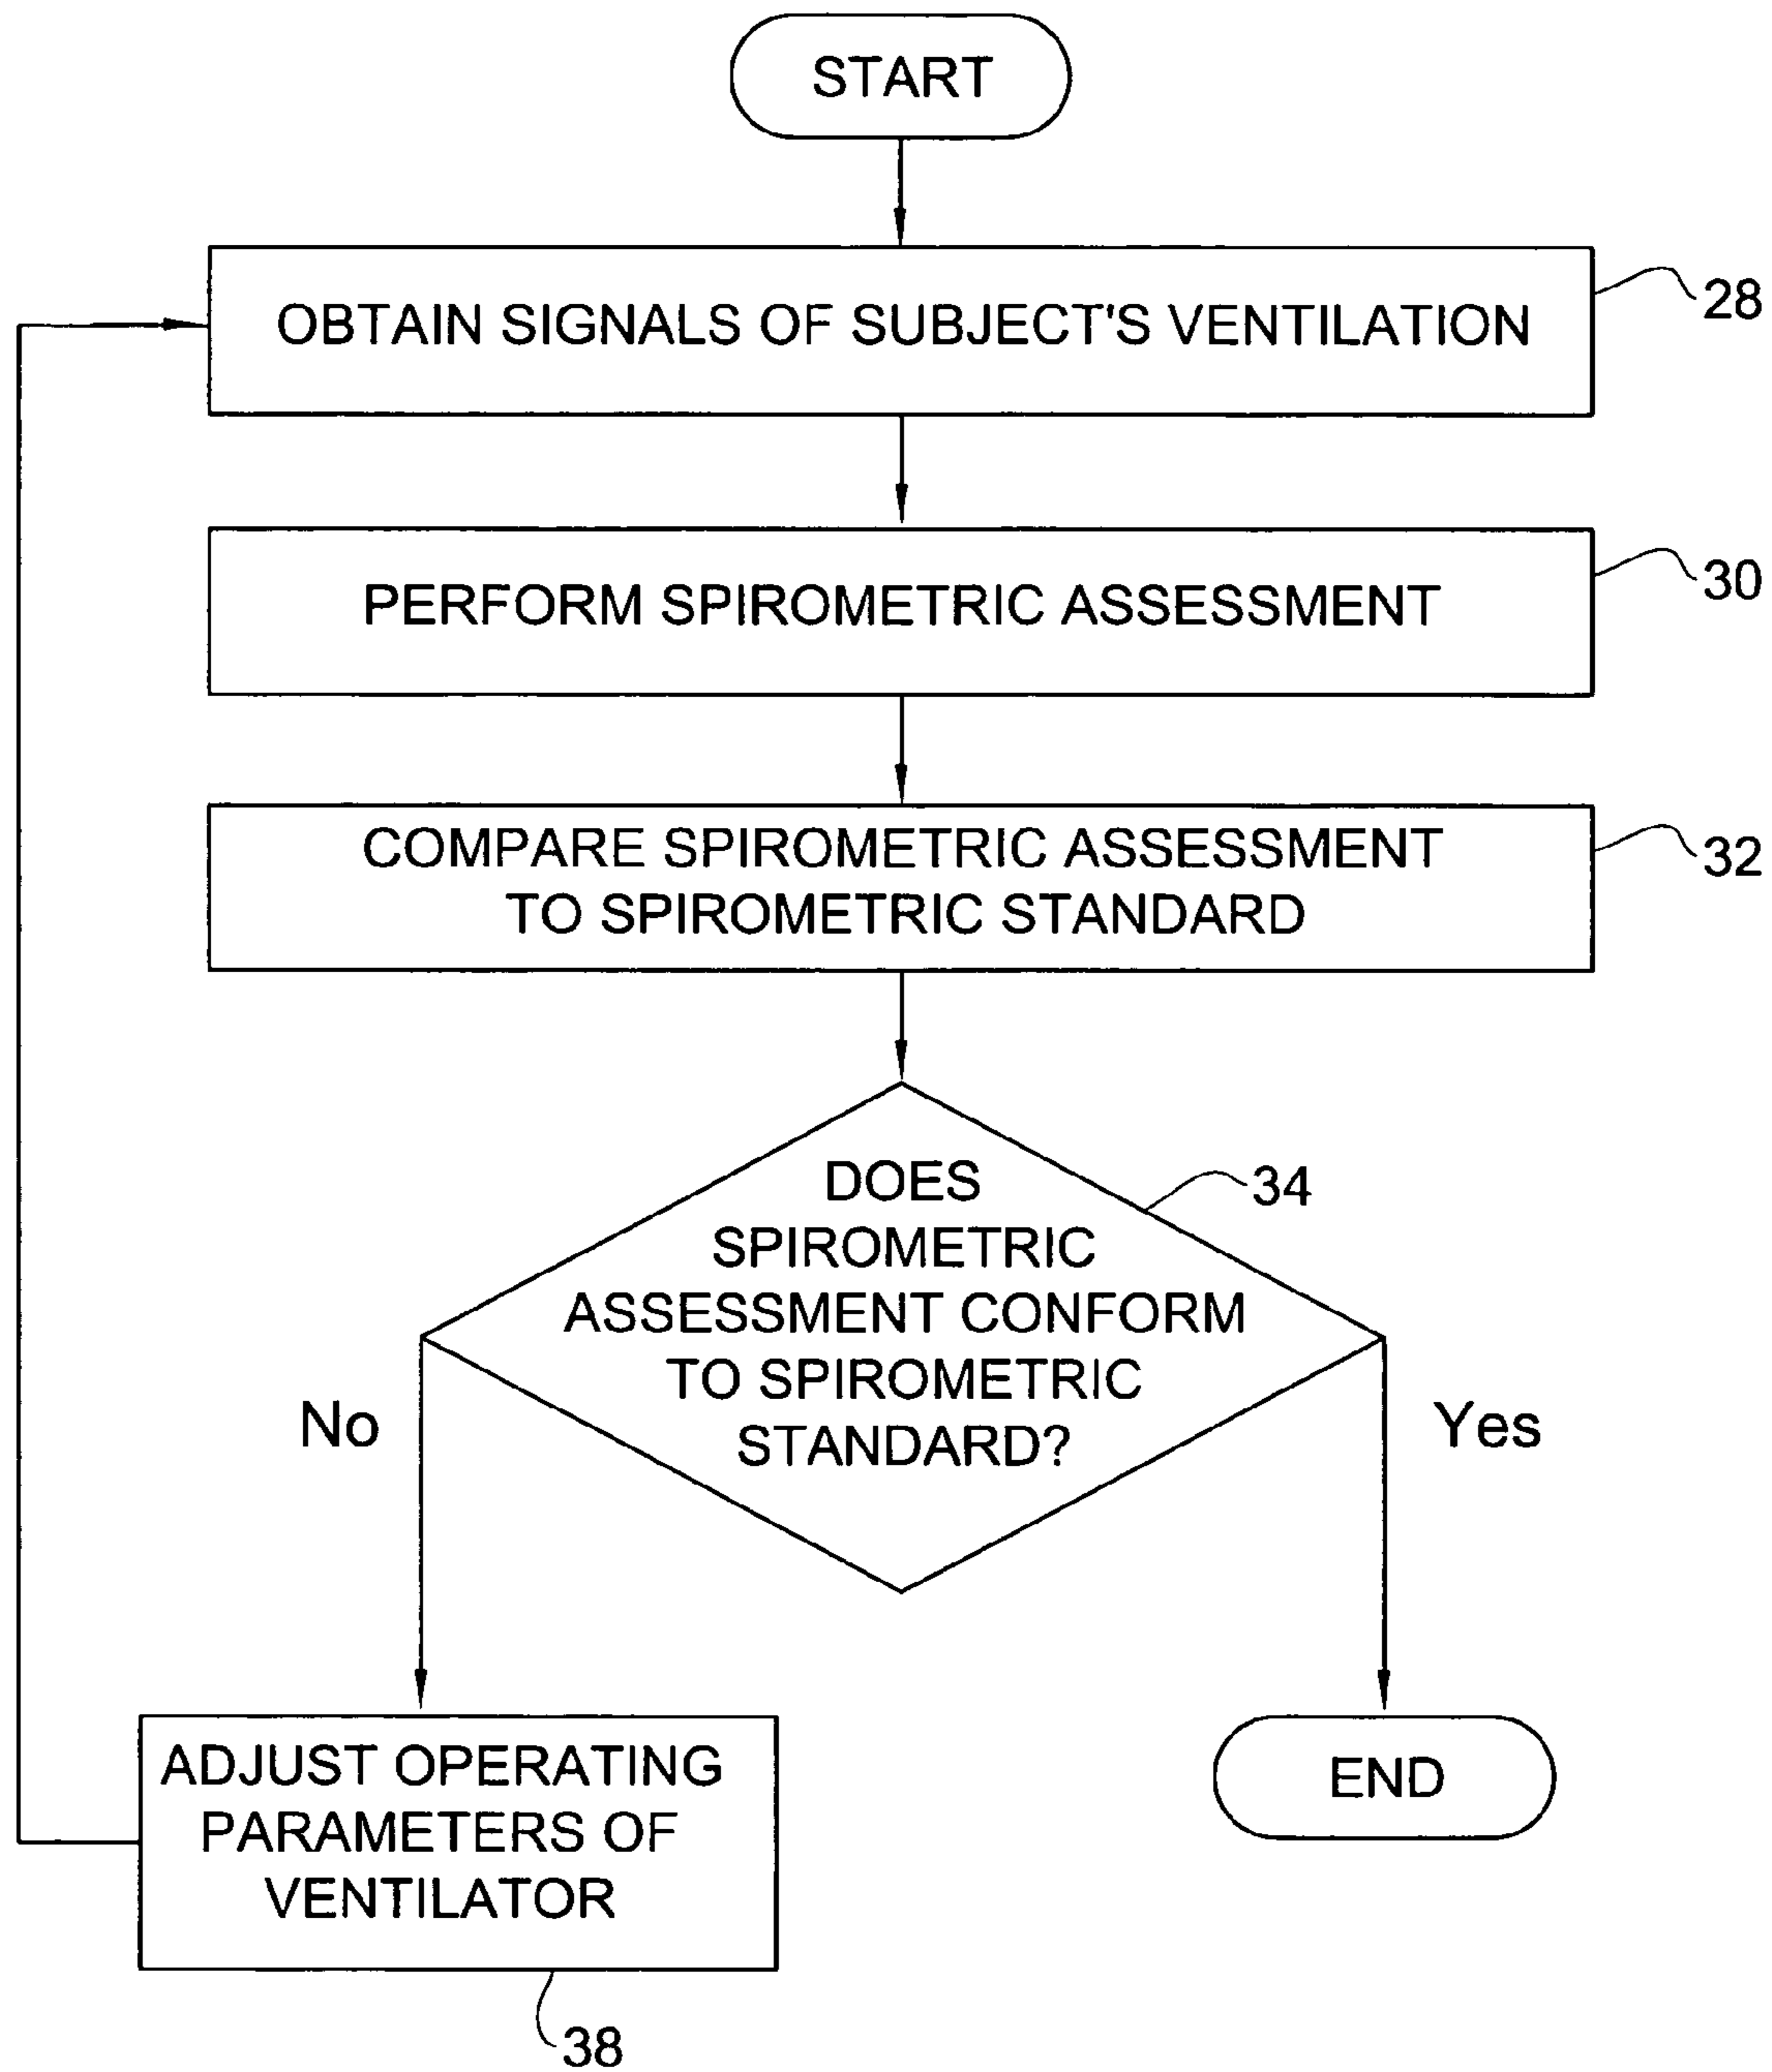 START
OBTAIN SIGNALS OF SUBJECT'S VENTILATION
28
PERFORM SPIROMETRIC ASSESSMENT
30
COMPARE SPIROMETRIC ASSESSMENT
TO SPIROMETRIC STANDARD
32
DOES
SPIROMETRIC
ASSESSMENT CONFORM
TO SPIROMETRIC
STANDARD?
34
No
Yes
ADJUST OPERATING
PARAMETERS OF
VENTILATOR
38
END